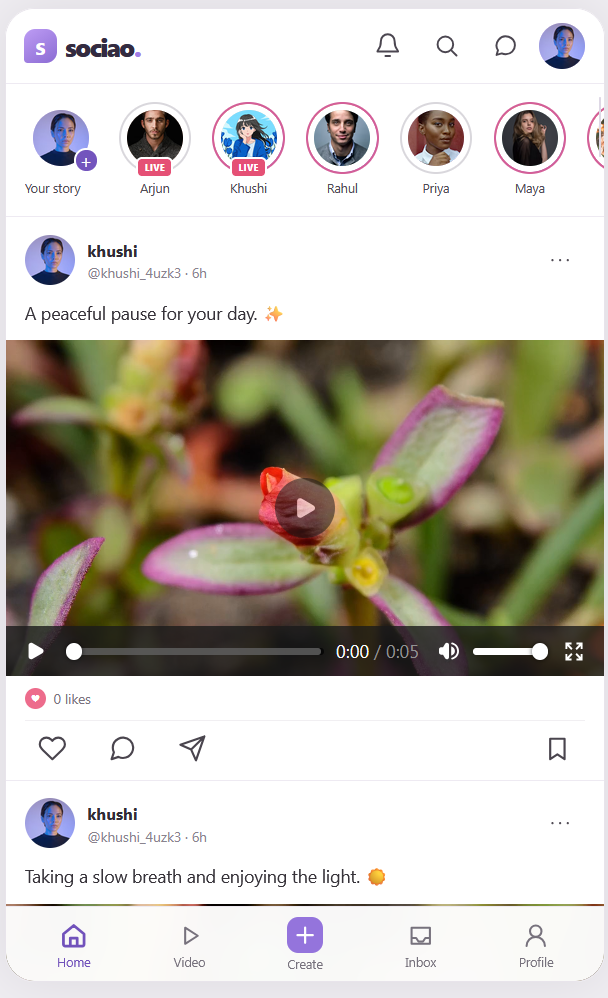 s sociao.
LIVE LIVE
Your story Arjun Khushi Rahul Priya Maya
khushi
@khushi_4uzk3 · 6h
A peaceful pause for your day. ✨
0:00 / 0:05
0 likes
khushi
@khushi_4uzk3 · 6h
Taking a slow breath and enjoying the light. 🌼
Home Video Create Inbox Profile